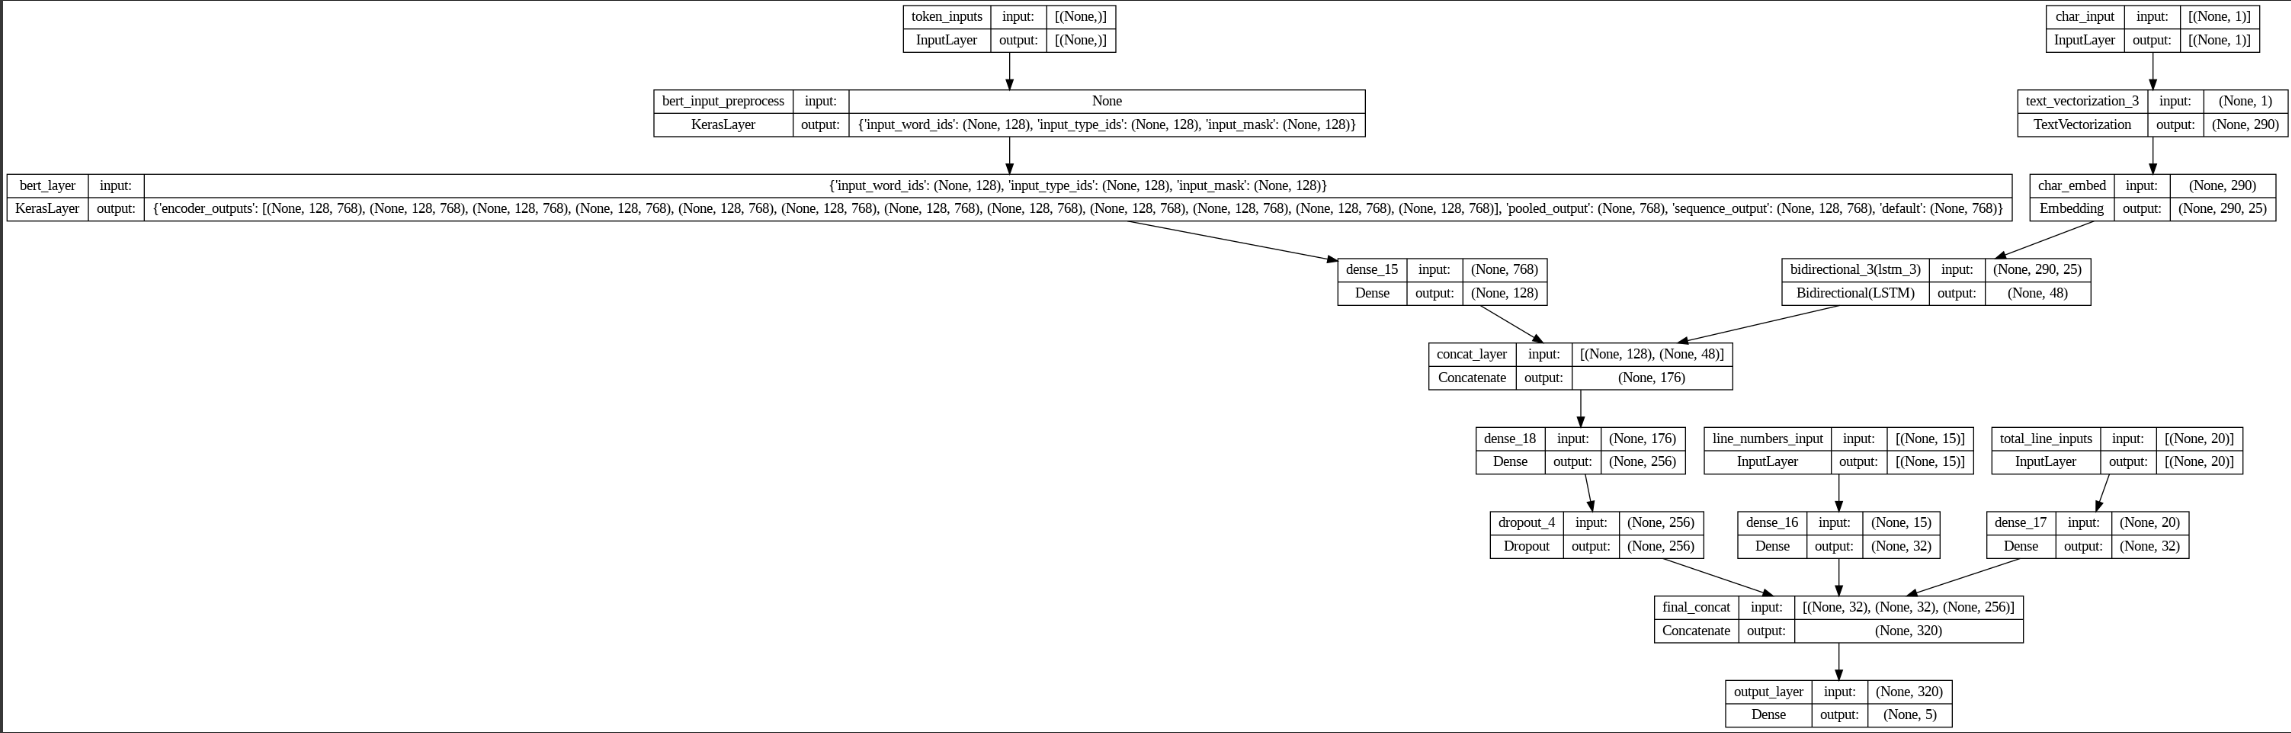 token_inputs input: [(None,)]
InputLayer output: [(None,)]
char_input input: [(None, 1)]
InputLayer output: [(None, 1)]
bert_input_preprocess input: None
KerasLayer output: {'input_word_ids': (None, 128), 'input_type_ids': (None, 128), 'input_mask': (None, 128)}
text_vectorization_3 input: (None, 1)
TextVectorization output: (None, 290)
bert_layer input: {'input_word_ids': (None, 128), 'input_type_ids': (None, 128), 'input_mask': (None, 128)}
KerasLayer output: {'encoder_outputs': [(None, 128, 768), (None, 128, 768), (None, 128, 768), (None, 128, 768), (None, 128, 768), (None, 128, 768), (None, 128, 768), (None, 128, 768), (None, 128, 768), (None, 128, 768), (None, 128, 768), (None, 128, 768)], 'pooled_output': (None, 768), 'sequence_output': (None, 128, 768), 'default': (None, 768)}
char_embed input: (None, 290)
Embedding output: (None, 290, 25)
dense_15 input: (None, 768)
Dense output: (None, 128)
bidirectional_3(lstm_3) input: (None, 290, 25)
Bidirectional(LSTM) output: (None, 48)
concat_layer input: [(None, 128), (None, 48)]
Concatenate output: (None, 176)
dense_18 input: (None, 176)
Dense output: (None, 256)
line_numbers_input input: [(None, 15)]
InputLayer output: [(None, 15)]
total_line_inputs input: [(None, 20)]
InputLayer output: [(None, 20)]
dropout_4 input: (None, 256)
Dropout output: (None, 256)
dense_16 input: (None, 15)
Dense output: (None, 32)
dense_17 input: (None, 20)
Dense output: (None, 32)
final_concat input: [(None, 32), (None, 32), (None, 256)]
Concatenate output: (None, 320)
output_layer input: (None, 320)
Dense output: (None, 5)